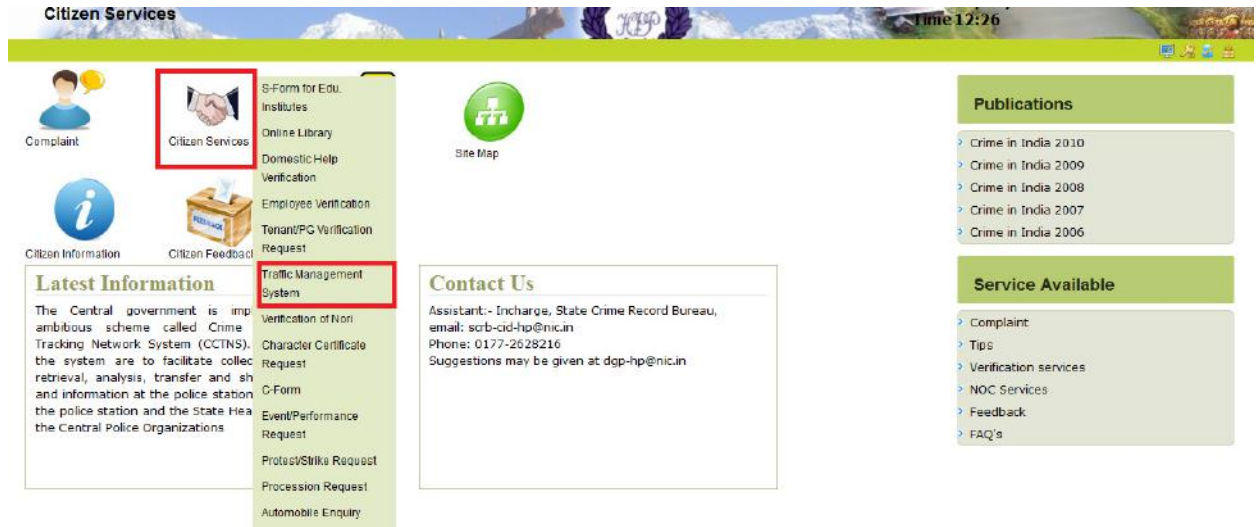 Citizen Services
HPP
Time 12:26
Complaint
Citizen Services
Site Map
Citizen Information
FEEDBACK
Citizen Feedbac
S-Form for Edu.
Institutes
Online Library
Domestic Help
Verification
Employee Verification
Tenant/PG Verification
Request
Traffic Management
System
Verification of Nori
Character Certificate
Request
C-Form
Event/Performance
Request
Protest/Strike Request
Procession Request
Automobile Enquiry
Latest Information
The Central government is imp
ambitious scheme called Crime
Tracking Network System (CCTNS).
the system are to facilitate collec
retrieval, analysis, transfer and sh
and information at the police station
the police station and the State Hea
the Central Police Organizations
Contact Us
Assistant:- Incharge, State Crime Record Bureau,
email: scrb-cid-hp@nic.in
Phone: 0177-2628216
Suggestions may be given at dgp-hp@nic.in
Publications
Crime in India 2010
Crime in India 2009
Crime in India 2008
Crime in India 2007
Crime in India 2006
Service Available
Complaint
Tips
Verification services
NOC Services
Feedback
FAQ's